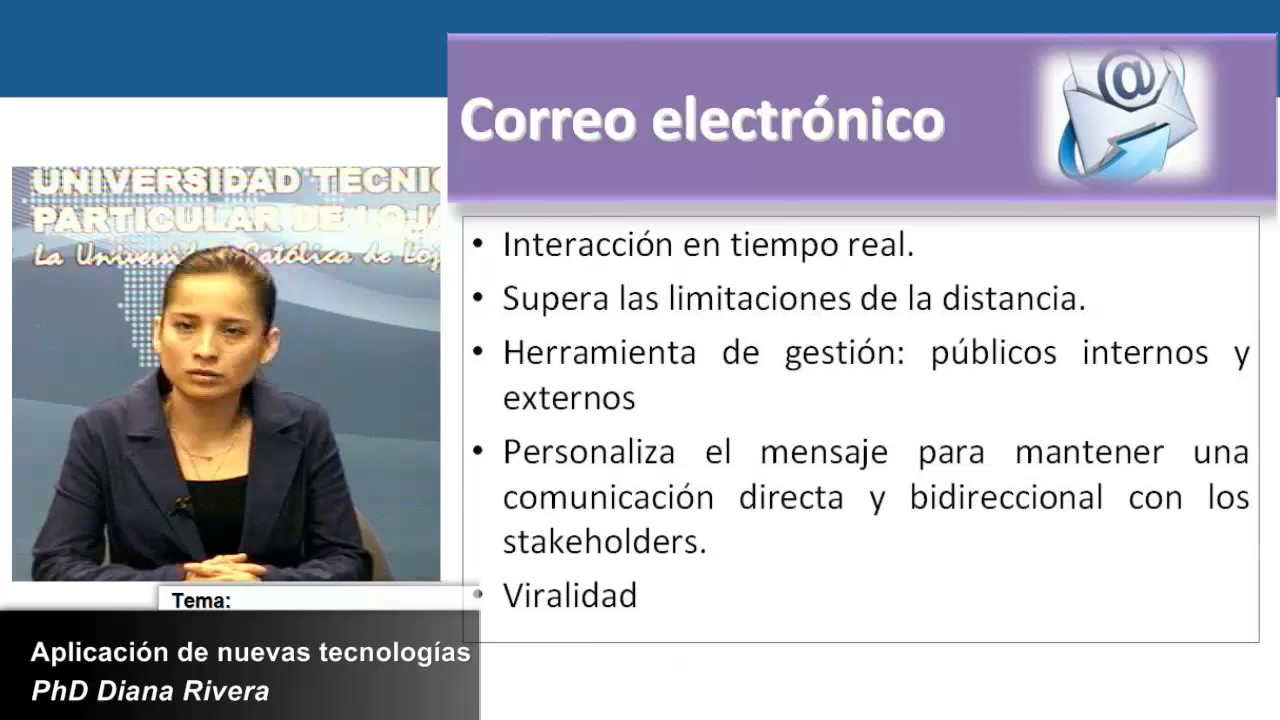 Correo electrónico
@
UNIVERSIDAD TECNI
PARTICULAR DE LOJA
La Universidad Católica de Loj
• Interacción en tiempo real.
• Supera las limitaciones de la distancia.
• Herramienta de gestión: públicos internos y
externos
• Personaliza el mensaje para mantener una
comunicación directa y bidireccional con los
stakeholders.
• Viralidad
Tema:
Aplicación de nuevas tecnologías
PhD Diana Rivera